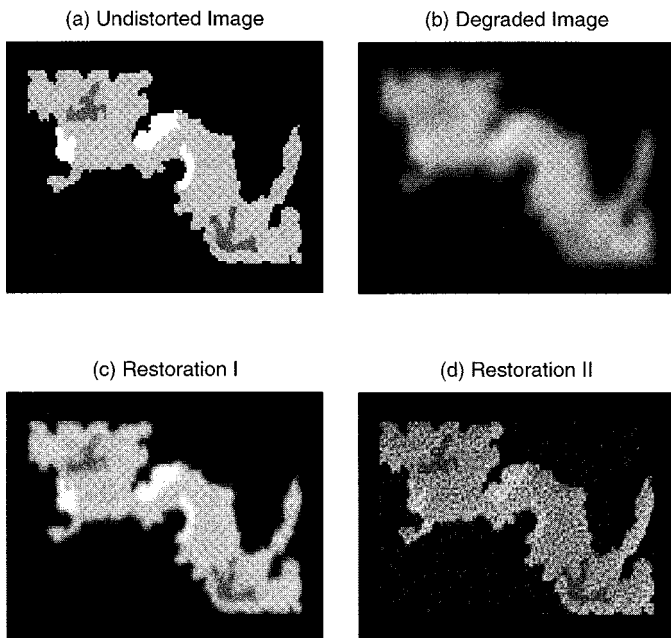 (a) Undistorted Image
(b) Degraded Image
(c) Restoration I
(d) Restoration II